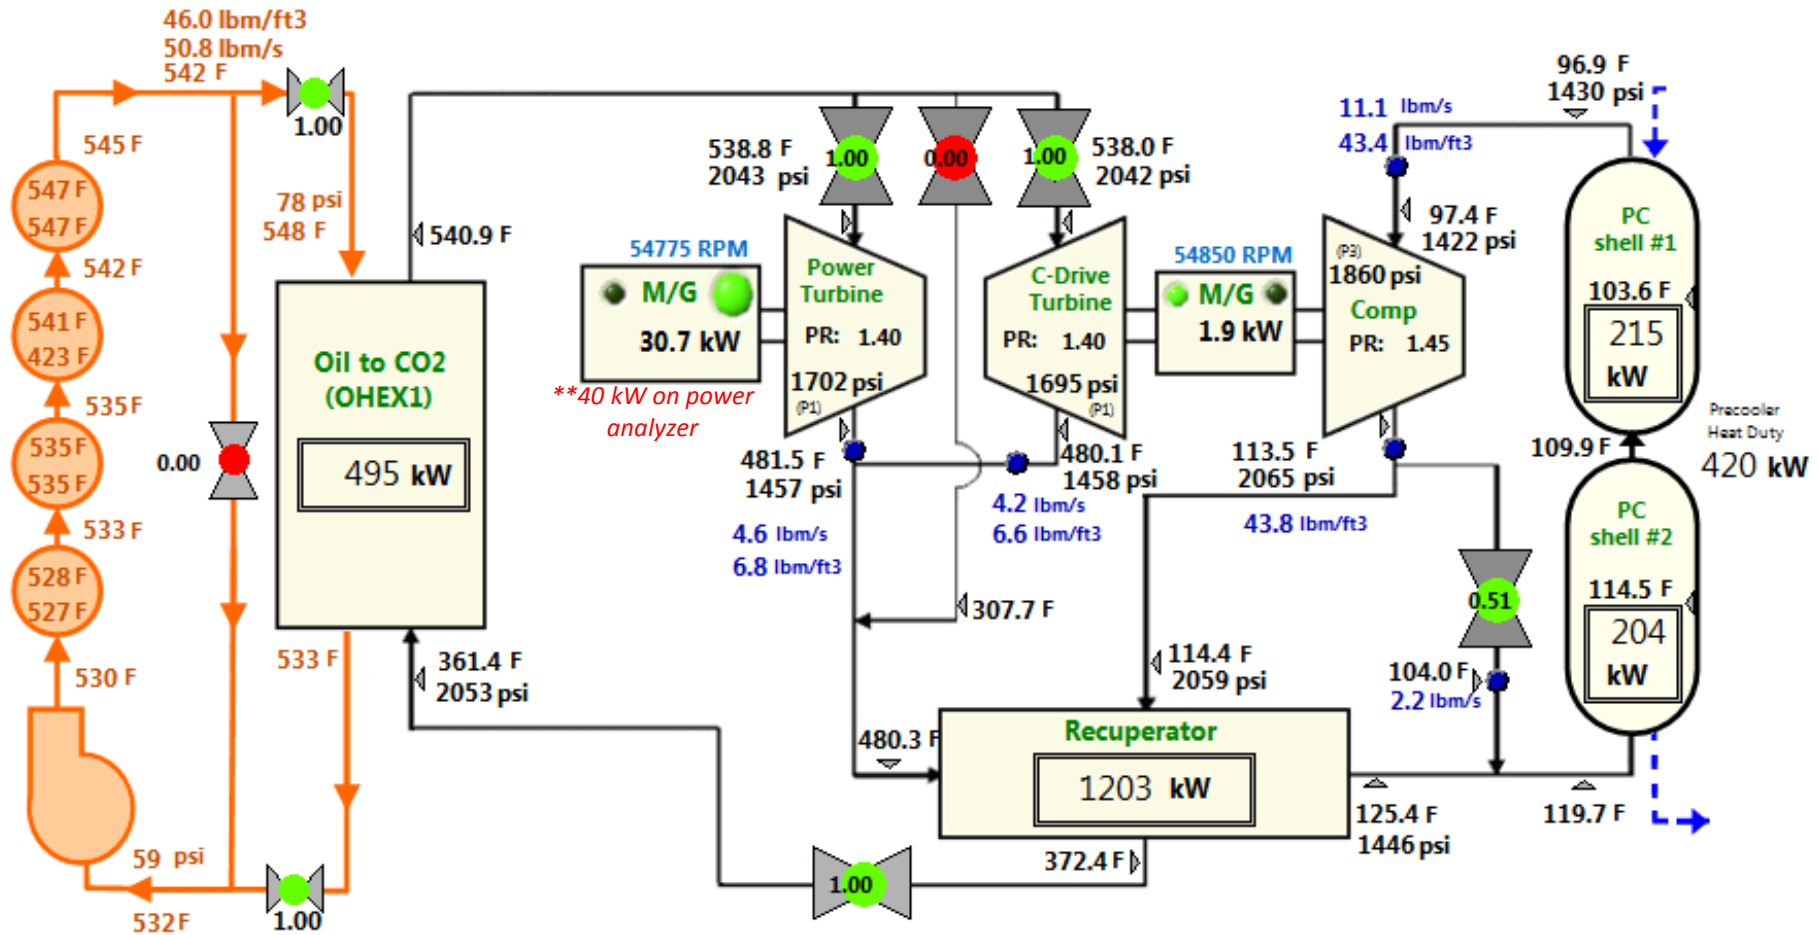 46.0 lbm/ft3
50.8 lbm/s
542 F
1.00
545 F
547 F
547 F
542 F
541 F
423 F
535 F
535 F
535 F
533 F
528 F
527 F
530 F
0.00
78 psi
548 F
Oil to CO2
(OHEX1)
495 kW
533 F
59 psi
532 F
1.00
540.9 F
361.4 F
2053 psi
538.8 F
2043 psi
1.00
0.00
1.00
538.0 F
2042 psi
54775 RPM
M/G
30.7 kW
**40 kW on power
analyzer
Power
Turbine
PR: 1.40
1702 psi
(P1)
C-Drive
Turbine
PR: 1.40
1695 psi
(P1)
54850 RPM
M/G
1.9 kW
(P3)
1860 psi
Comp
PR: 1.45
11.1 lbm/s
43.4 lbm/ft3
97.4 F
1422 psi
96.9 F
1430 psi
PC
shell #1
103.6 F
215
kW
Precooler
Heat Duty
420 kW
109.9 F
PC
shell #2
114.5 F
204
kW
481.5 F
1457 psi
4.6 lbm/s
6.8 lbm/ft3
480.1 F
1458 psi
4.2 lbm/s
6.6 lbm/ft3
113.5 F
2065 psi
43.8 lbm/ft3
307.7 F
0.51
104.0 F
2.2 lbm/s
114.4 F
2059 psi
480.3 F
Recuperator
1203 kW
125.4 F
1446 psi
119.7 F
372.4 F
1.00